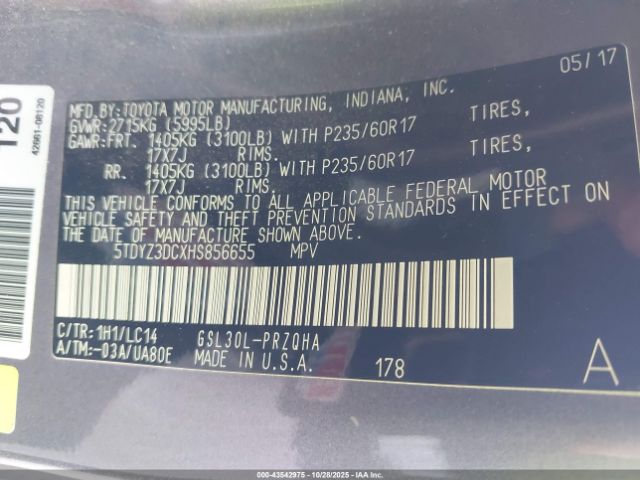 05/17
MFD.BY:TOYOTA MOTOR MANUFACTURING, INDIANA, INC.
GVWR:2715KG (5995LB)
GAWR:FRT. 1405KG (3100LB) WITH P235/60R17 TIRES,
17X7J RIMS.
RR. 1405KG (3100LB) WITH P235/60R17 TIRES,
17X7J RIMS.
THIS VEHICLE CONFORMS TO ALL APPLICABLE FEDERAL MOTOR
VEHICLE SAFETY AND THEFT PREVENTION STANDARDS IN EFFECT ON
THE DATE OF MANUFACTURE SHOWN ABOVE.
5TDYZ3DCXHS856655 MPV
C/TR:1H1/LC14 GSL30L-PRZQHA
A/TM:-03A/UA80E MADE IN U.S.A. 178 A
120
42661-08120
000-43542975 - 10/28/2025 - IAAI.com